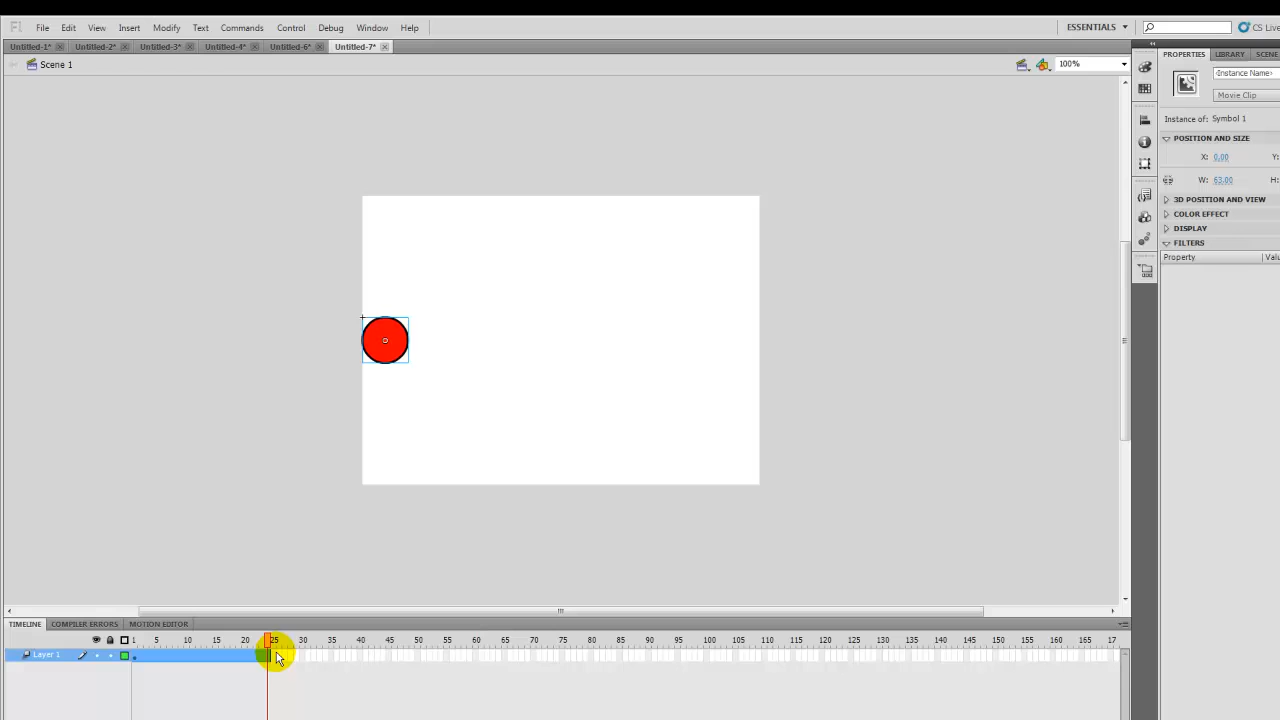 Fl File Edit View Insert Modify Text Commands Control Debug Window Help ESSENTIALS CS Live
Untitled-1* Untitled-2* Untitled-3* Untitled-4* Untitled-6* Untitled-7*
Scene 1 100%
PROPERTIES LIBRARY SCENE
<Instance Name>
Movie Clip
Instance of: Symbol 1
POSITION AND SIZE
X: 0.00 Y:
W: 63.00 H:
3D POSITION AND VIEW
COLOR EFFECT
DISPLAY
FILTERS
Property Valu
TIMELINE COMPILER ERRORS MOTION EDITOR
1 5 10 15 20 25 30 35 40 45 50 55 60 65 70 75 80 85 90 95 100 105 110 115 120 125 130 135 140 145 150 155 160 165 17
Layer 1